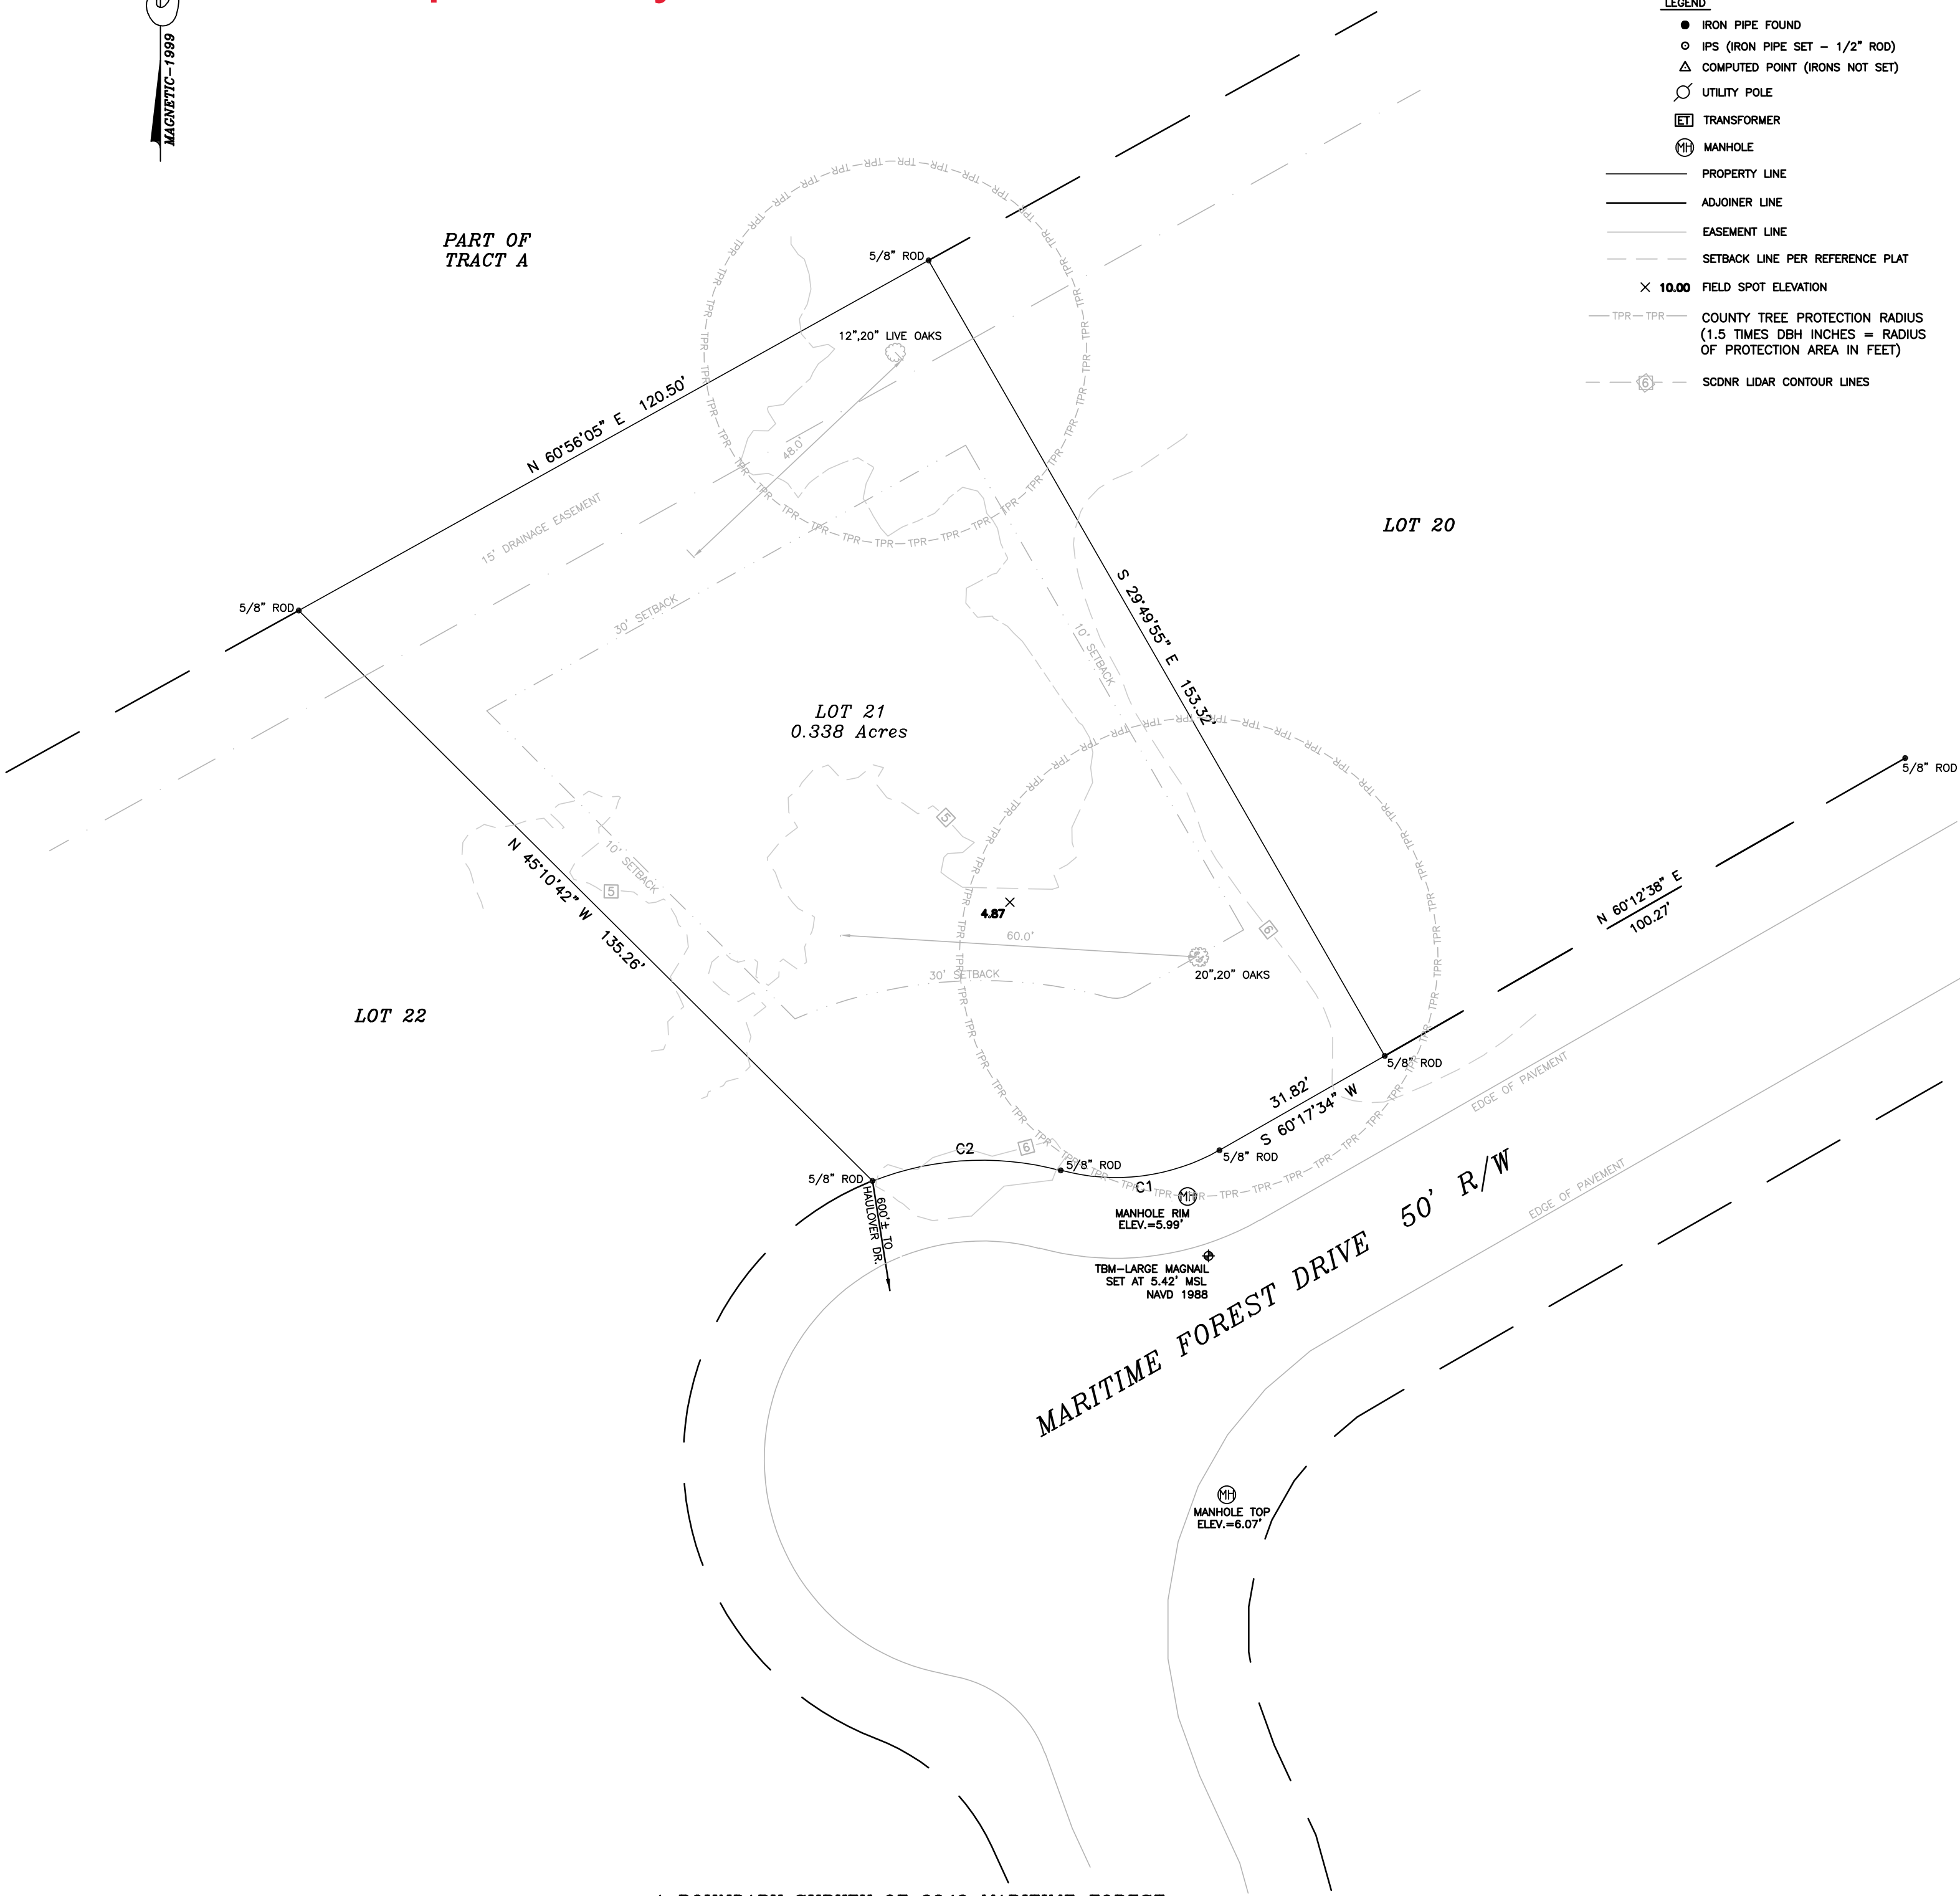 MAGNETIC-1999
LEGEND
IRON PIPE FOUND
IPS (IRON PIPE SET - 1/2" ROD)
COMPUTED POINT (IRONS NOT SET)
UTILITY POLE
ET TRANSFORMER
MH MANHOLE
PROPERTY LINE
ADJOINER LINE
EASEMENT LINE
SETBACK LINE PER REFERENCE PLAT
× 10.00 FIELD SPOT ELEVATION
TPR TPR COUNTY TREE PROTECTION RADIUS
(1.5 TIMES DBH INCHES = RADIUS
OF PROTECTION AREA IN FEET)
6 SCDNR LIDAR CONTOUR LINES
PART OF
TRACT A
5/8" ROD
12",20" LIVE OAKS
N 60°56'05" E 120.50'
48.0'
15' DRAINAGE EASEMENT
LOT 20
5/8" ROD
30' SETBACK
S 29°49'55" E 153.32'
10' SETBACK
LOT 21
0.338 Acres
5/8" ROD
5
10' SETBACK
5
N 45°10'42" W 135.26'
4.87
60.0'
6
30' SETBACK
20",20" OAKS
N 60°12'38" E
100.27'
LOT 22
5/8" ROD
EDGE OF PAVEMENT
31.82'
S 60°17'34" W
C2
6
5/8" ROD
5/8" ROD
5/8" ROD
C1
MH
MANHOLE RIM
ELEV.=5.99'
600'± TO
HAULOVER DR.
EDGE OF PAVEMENT
TBM-LARGE MAGNAIL
SET AT 5.42' MSL
NAVD 1988
MARITIME FOREST DRIVE 50' R/W
MH
MANHOLE TOP
ELEV.=6.07'
A BOUNDARY SURVEY OF
MARITIME FOREST